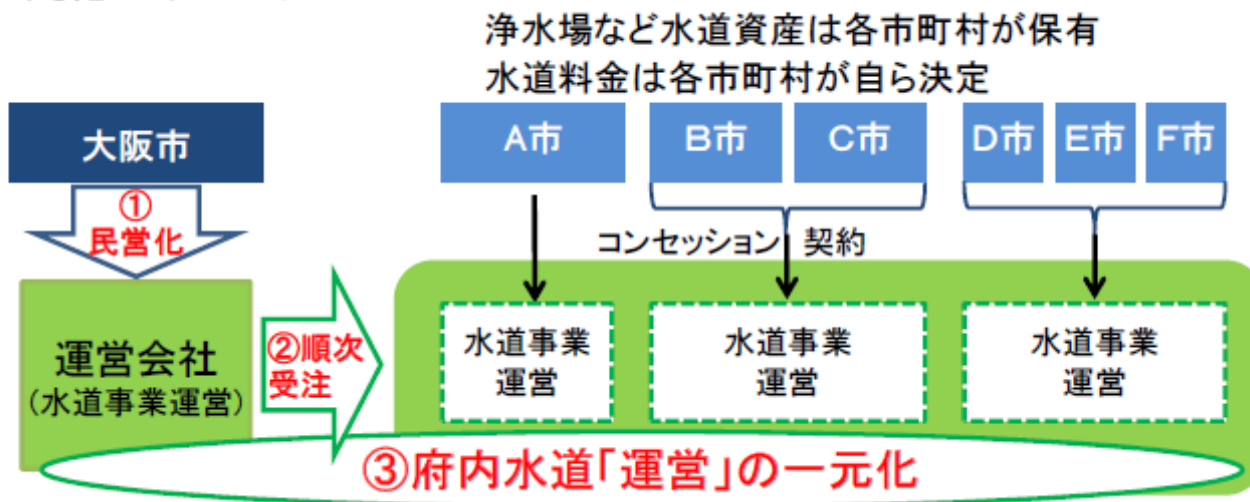 浄水場など水道資産は各市町村が保有
水道料金は各市町村が自ら決定
大阪市
A市
B市
C市
D市
E市
F市
①
民営化
コンセッション 契約
運営会社
(水道事業運営)
②順次
受注
水道事業
運営
水道事業
運営
水道事業
運営
③府内水道「運営」の一元化